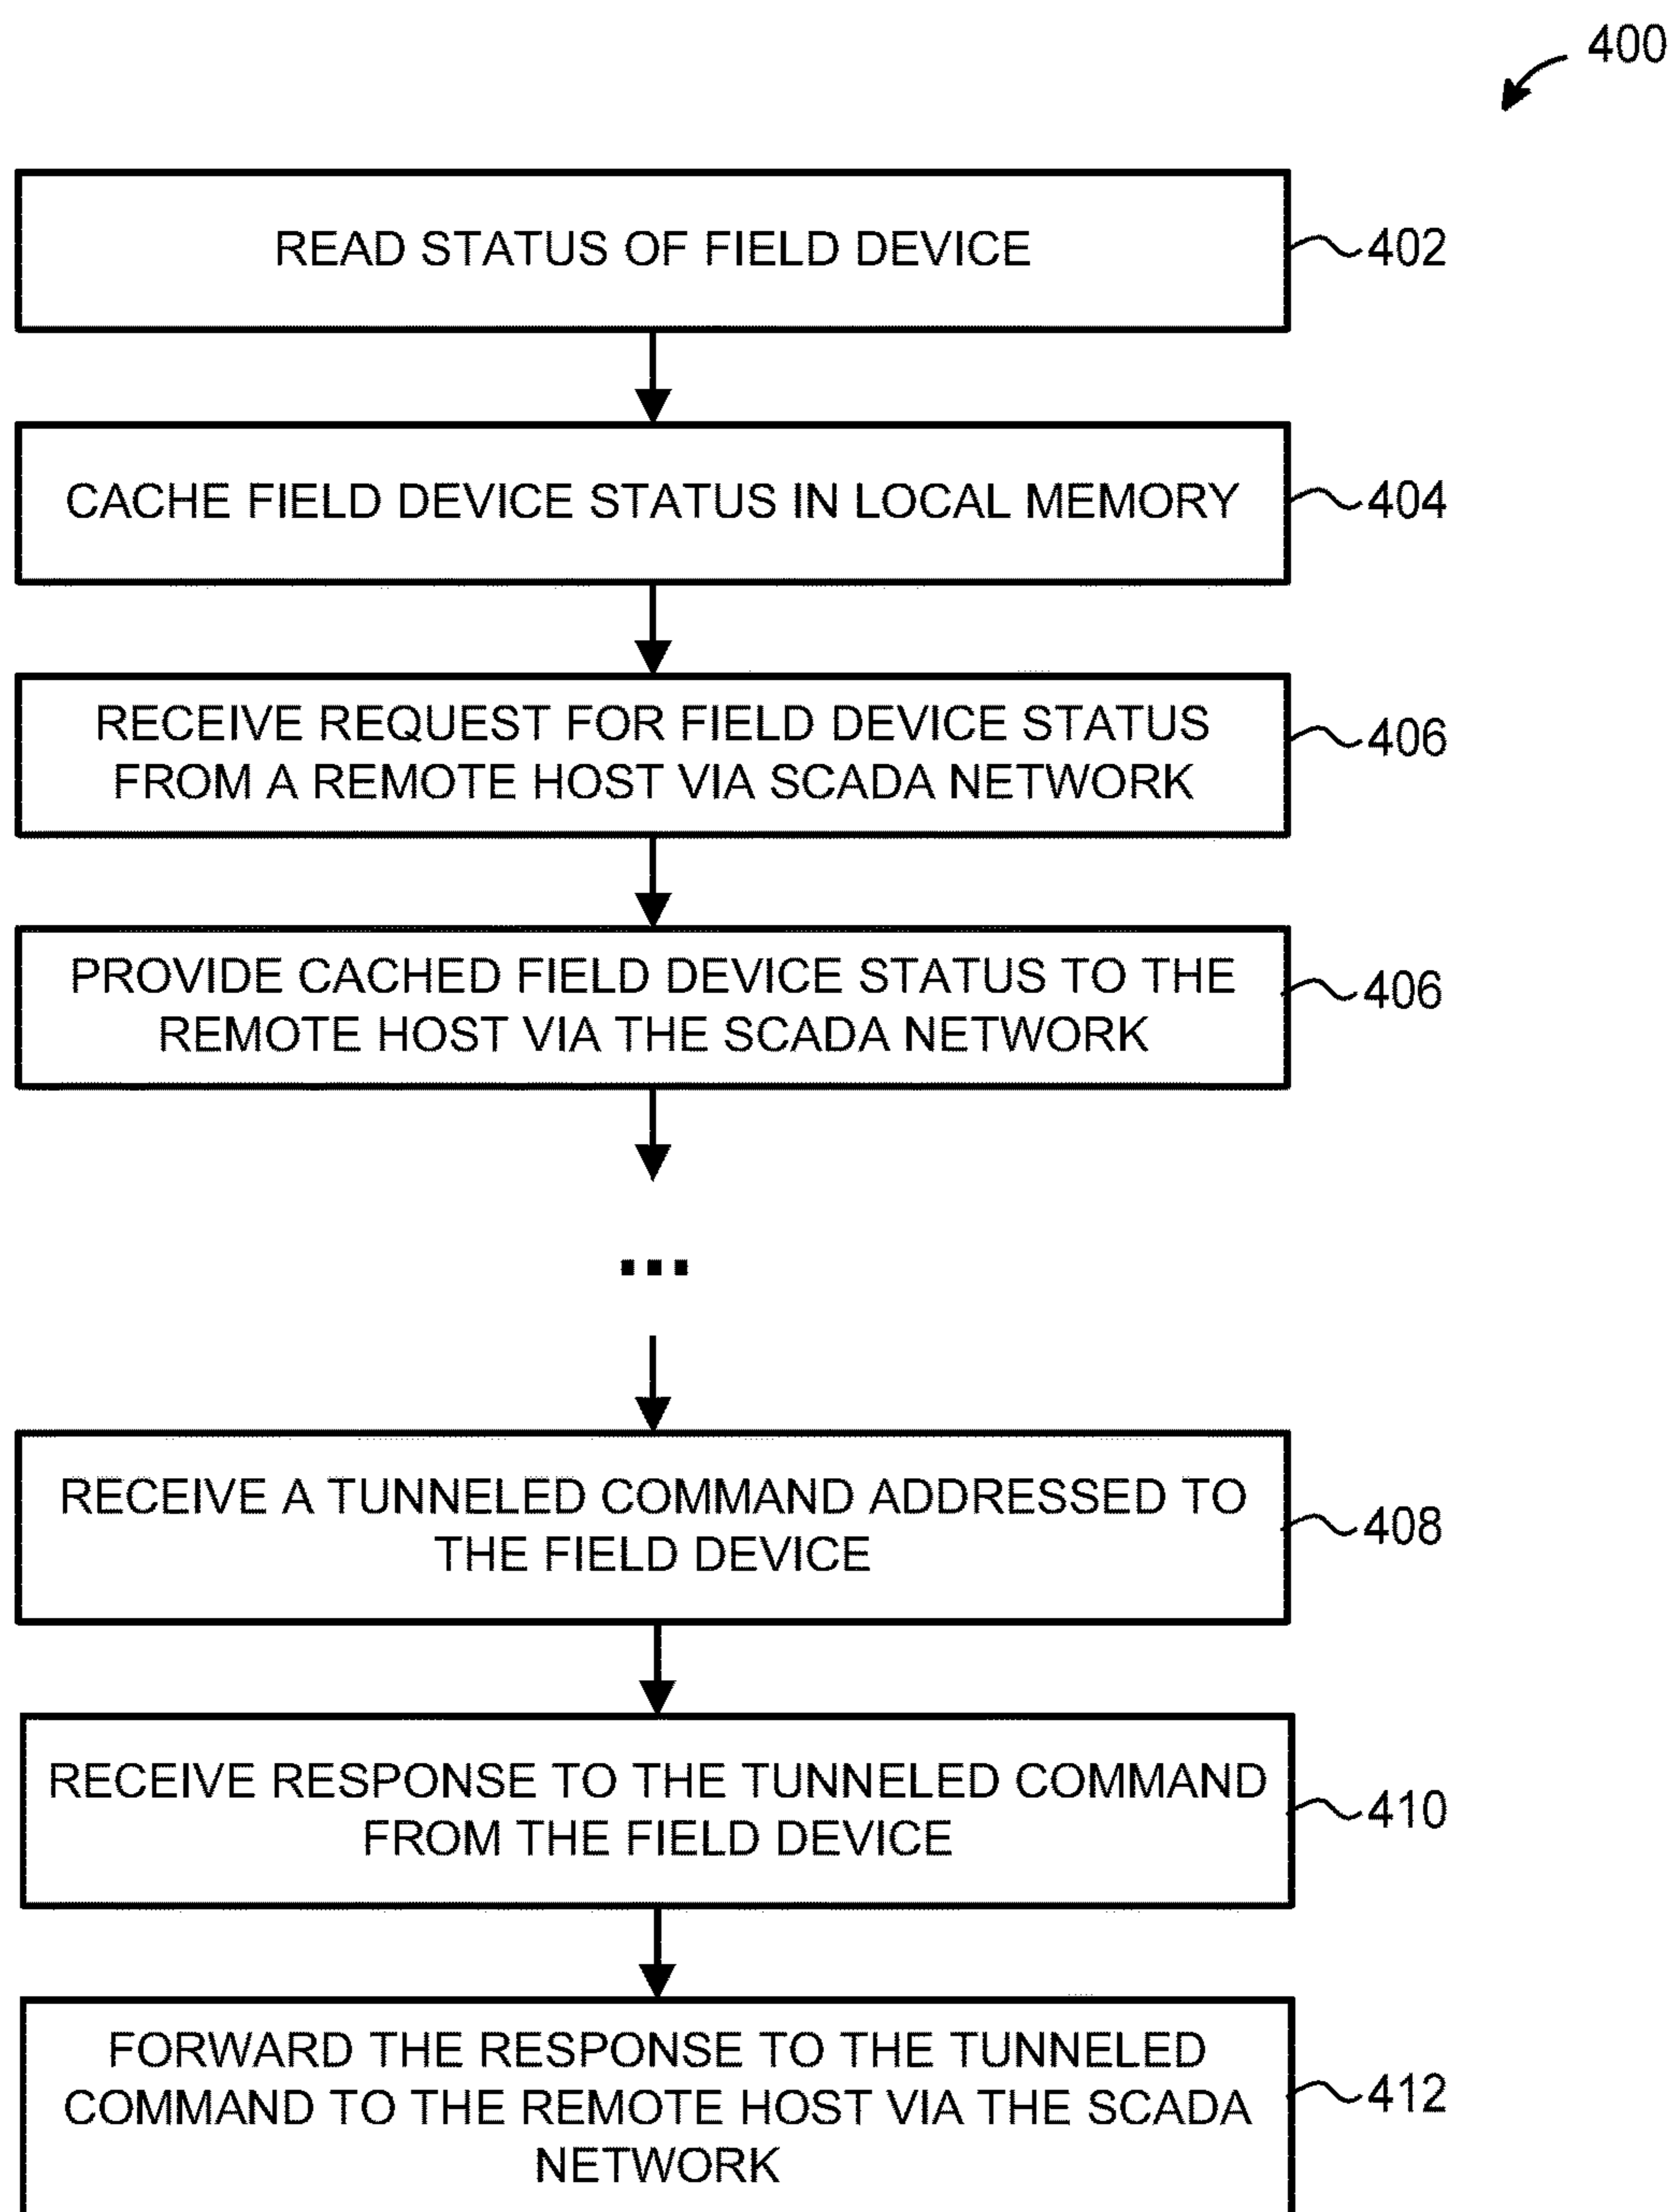 400
READ STATUS OF FIELD DEVICE
402
CACHE FIELD DEVICE STATUS IN LOCAL MEMORY
404
RECEIVE REQUEST FOR FIELD DEVICE STATUS
FROM A REMOTE HOST VIA SCADA NETWORK
406
PROVIDE CACHED FIELD DEVICE STATUS TO THE
REMOTE HOST VIA THE SCADA NETWORK
406
...
RECEIVE A TUNNELED COMMAND ADDRESSED TO
THE FIELD DEVICE
408
RECEIVE RESPONSE TO THE TUNNELED COMMAND
FROM THE FIELD DEVICE
410
FORWARD THE RESPONSE TO THE TUNNELED
COMMAND TO THE REMOTE HOST VIA THE SCADA
NETWORK
412